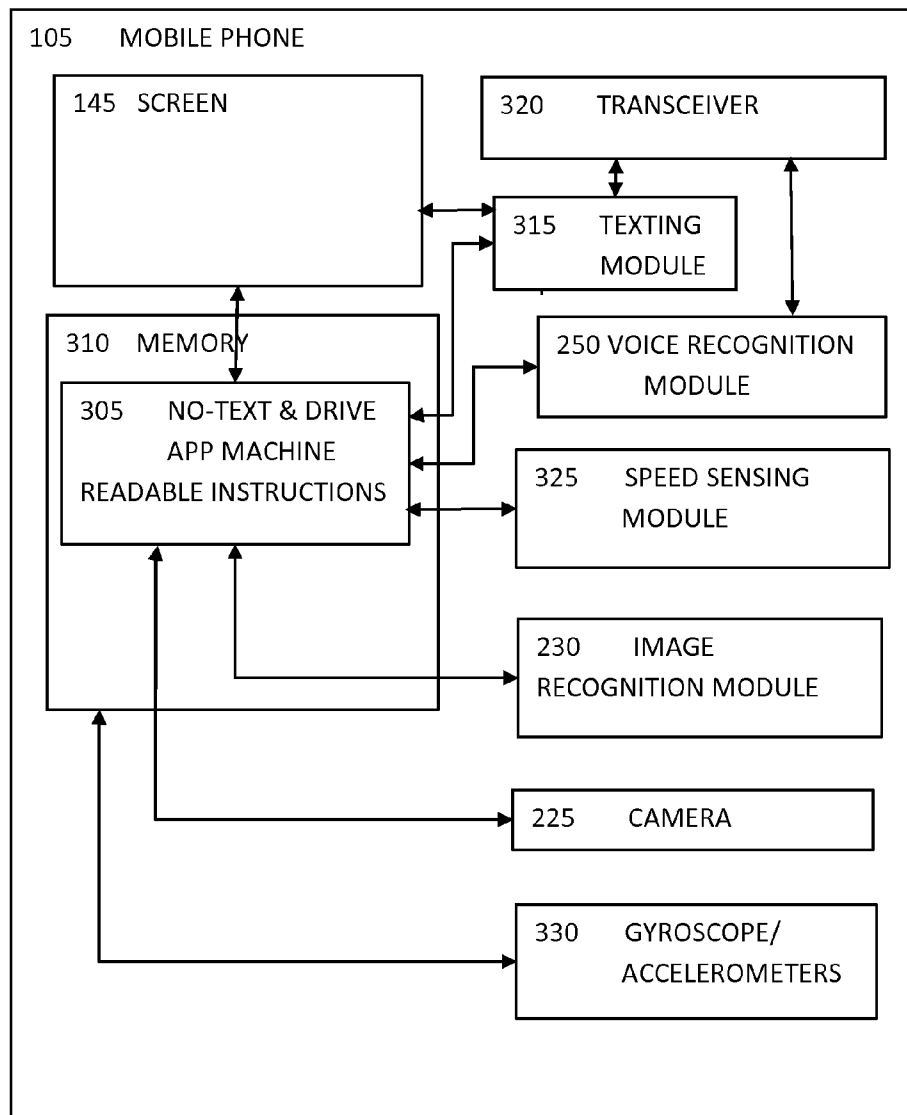 105 MOBILE PHONE
145 SCREEN
320 TRANSCEIVER
315 TEXTING
MODULE
310 MEMORY
250 VOICE RECOGNITION
MODULE
305 NO-TEXT & DRIVE
APP MACHINE
READABLE INSTRUCTIONS
325 SPEED SENSING
MODULE
230 IMAGE
RECOGNITION MODULE
225 CAMERA
330 GYROSCOPE/
ACCELEROMETERS